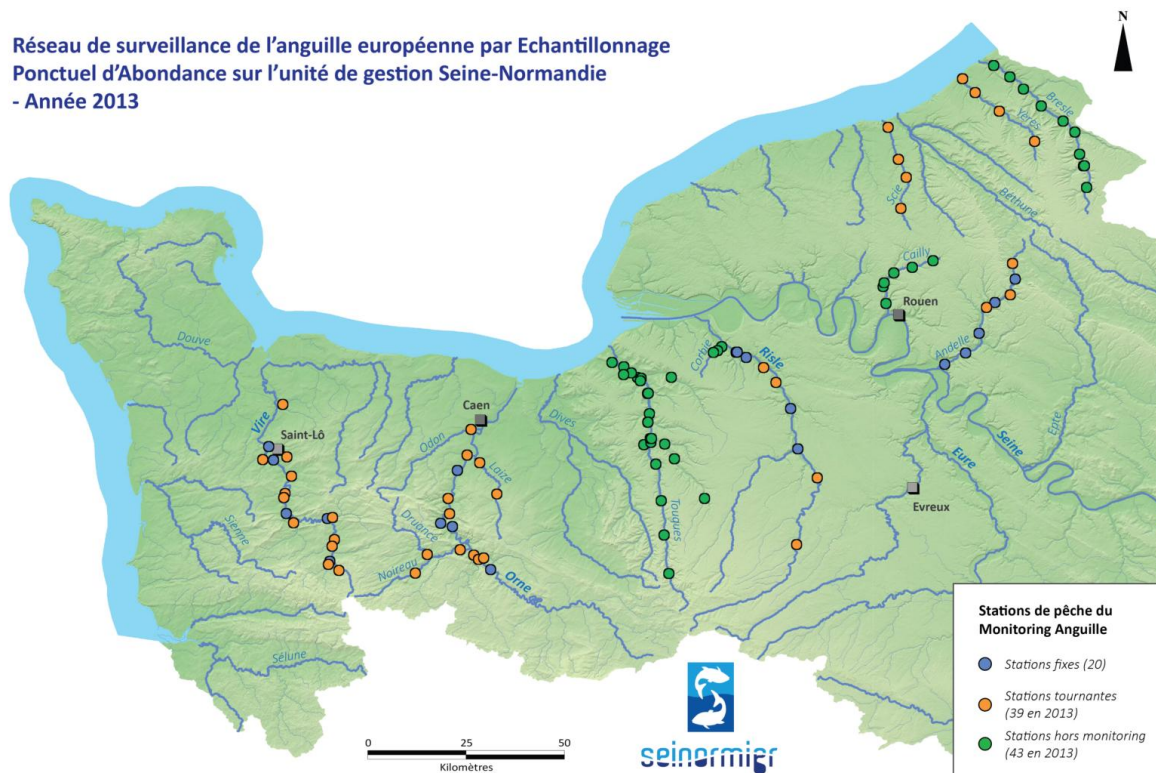 Réseau de surveillance de l'anguille européenne par Echantillonnage
Ponctuel d'Abondance sur l'unité de gestion Seine-Normandie
- Année 2013
N
Bresle
Yères
Scie
Béthune
Cailly
Rouen
Andelle
Epte
Corbie
Risle
Seine
Eure
Evreux
Douve
Vire
Saint-Lô
Caen
Odon
Laize
Dives
Touques
Sienne
Druance
Noireau
Orne
Sélune
Stations de pêche du
Monitoring Anguille
Stations fixes (20)
Stations tournantes
(39 en 2013)
Stations hors monitoring
(43 en 2013)
0 25 50
Kilomètres
seinormigr